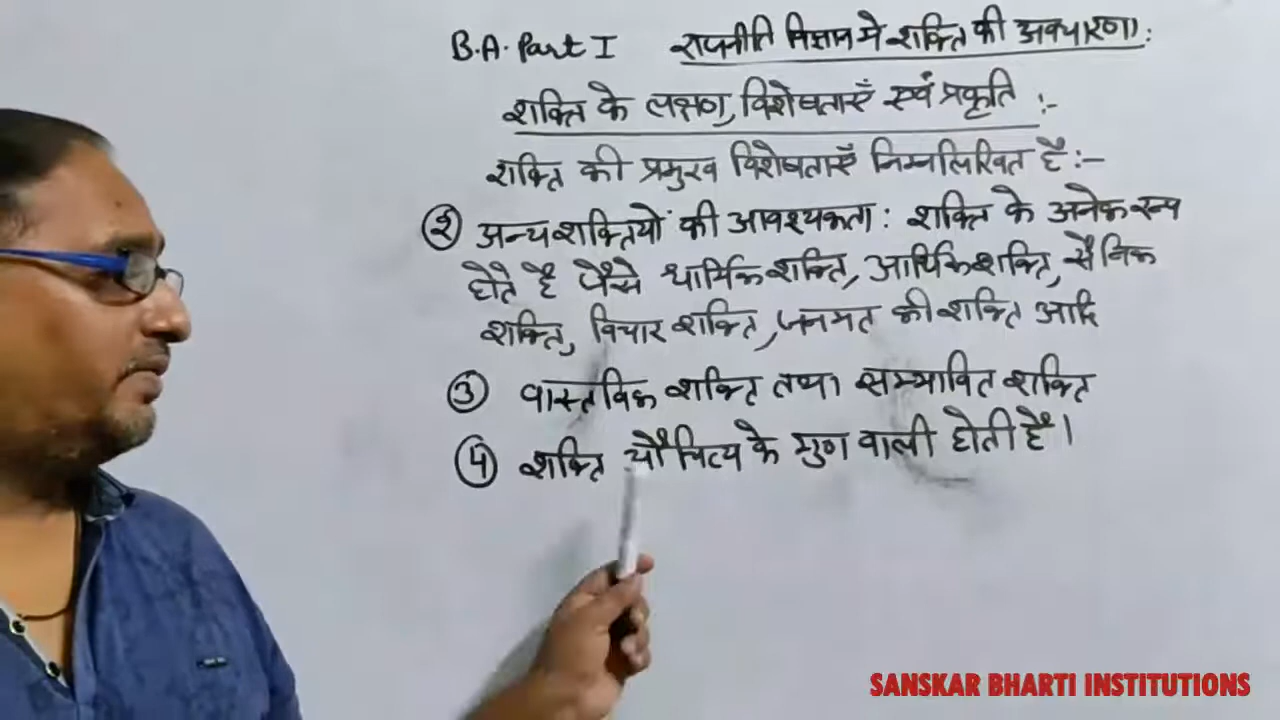 B.A. Part I राजनीति विज्ञान में शक्ति की अवधारणा :
शक्ति के लक्षण, विशेषताएँ एवं प्रकृति :-
शक्ति की प्रमुख विशेषताएँ निम्नलिखित है :-
② अन्य शक्तियों की आवश्यकता : शक्ति के अनेक रूप
होते है जैसे धार्मिक शक्ति, आर्थिक शक्ति, सैनिक
शक्ति, विचार शक्ति, जनमत की शक्ति आदि
③ वास्तविक शक्ति तथा सम्भावित शक्ति
④ शक्ति औचित्य के गुण वाली होती है।
SANSKAR BHARTI INSTITUTIONS